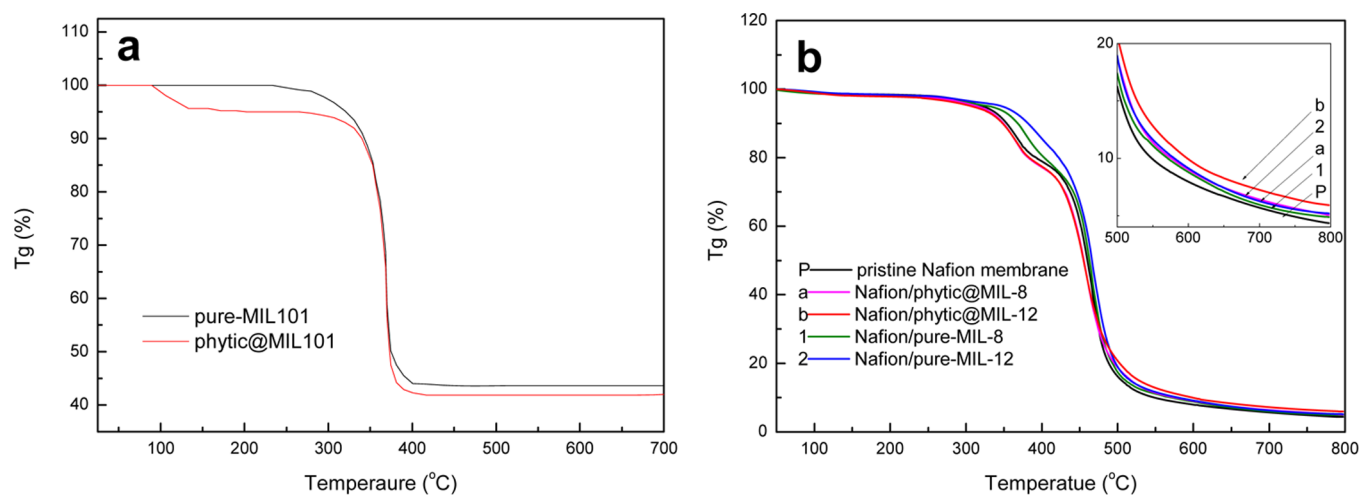 a
110
100
90
80
70
60
50
40
Tg (%)
pure-MIL101
phytic@MIL101
100
200
300
400
500
600
700
Temperaure (°C)
b
120
100
80
60
40
20
0
Tg (%)
20
10
b
2
a
1
P
500
600
700
800
P pristine Nafion membrane
a Nafion/phytic@MIL-8
b Nafion/phytic@MIL-12
1 Nafion/pure-MIL-8
2 Nafion/pure-MIL-12
100
200
300
400
500
600
700
800
Temperatue (°C)